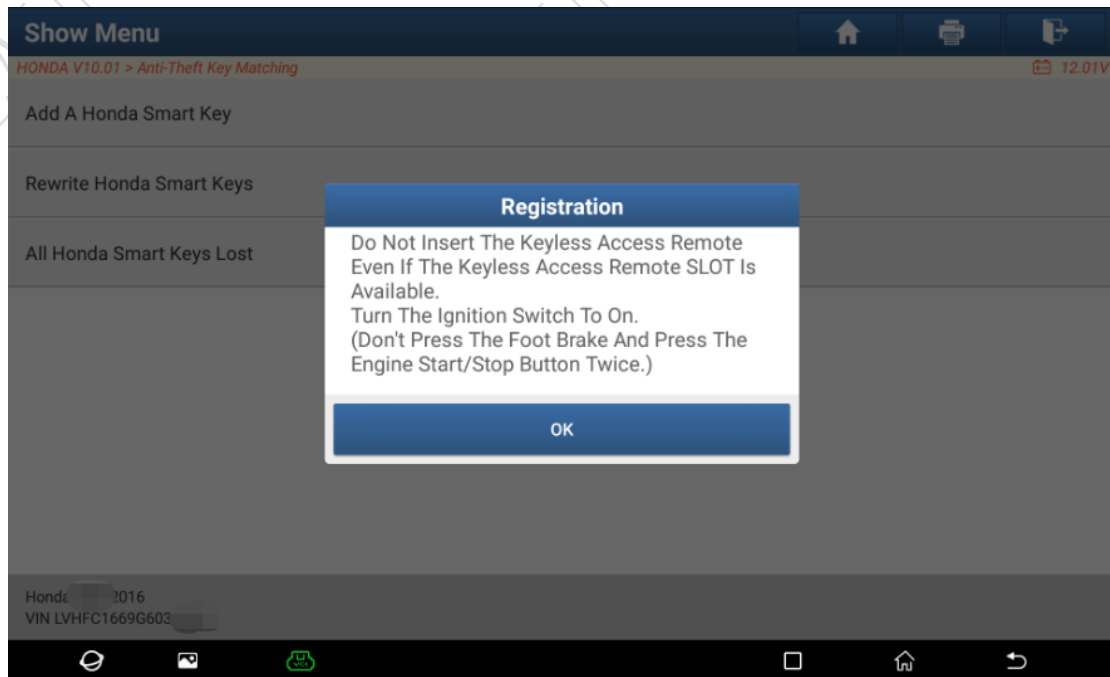 Show Menu
HONDA V10.01 > Anti-Theft Key Matching
12.01V
Add A Honda Smart Key
Rewrite Honda Smart Keys
All Honda Smart Keys Lost
Registration
Do Not Insert The Keyless Access Remote
Even If The Keyless Access Remote SLOT Is
Available.
Turn The Ignition Switch To On.
(Don't Press The Foot Brake And Press The
Engine Start/Stop Button Twice.)
OK
Honda 2016
VIN LVHFC1669G603
VCI